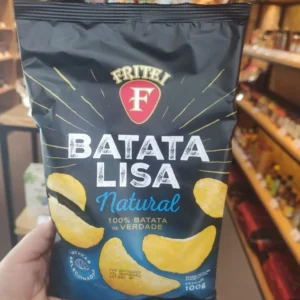 FRITEI
F
BATATA
LISA
Natural
100% BATATA
DE VERDADE
100g